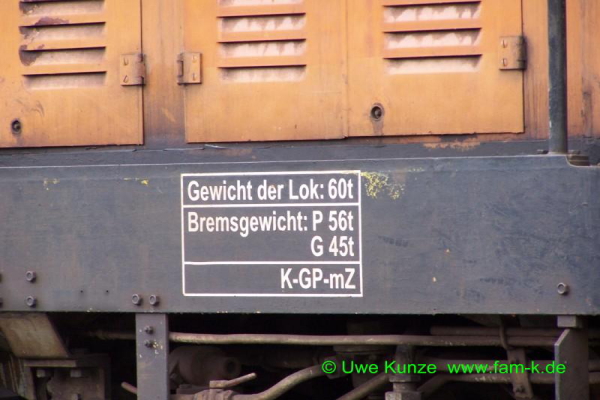 Gewicht der Lok: 60t
Bremsgewicht: P 56t
G 45t
K-GP-mZ
© Uwe Kunze www.fam-k.de